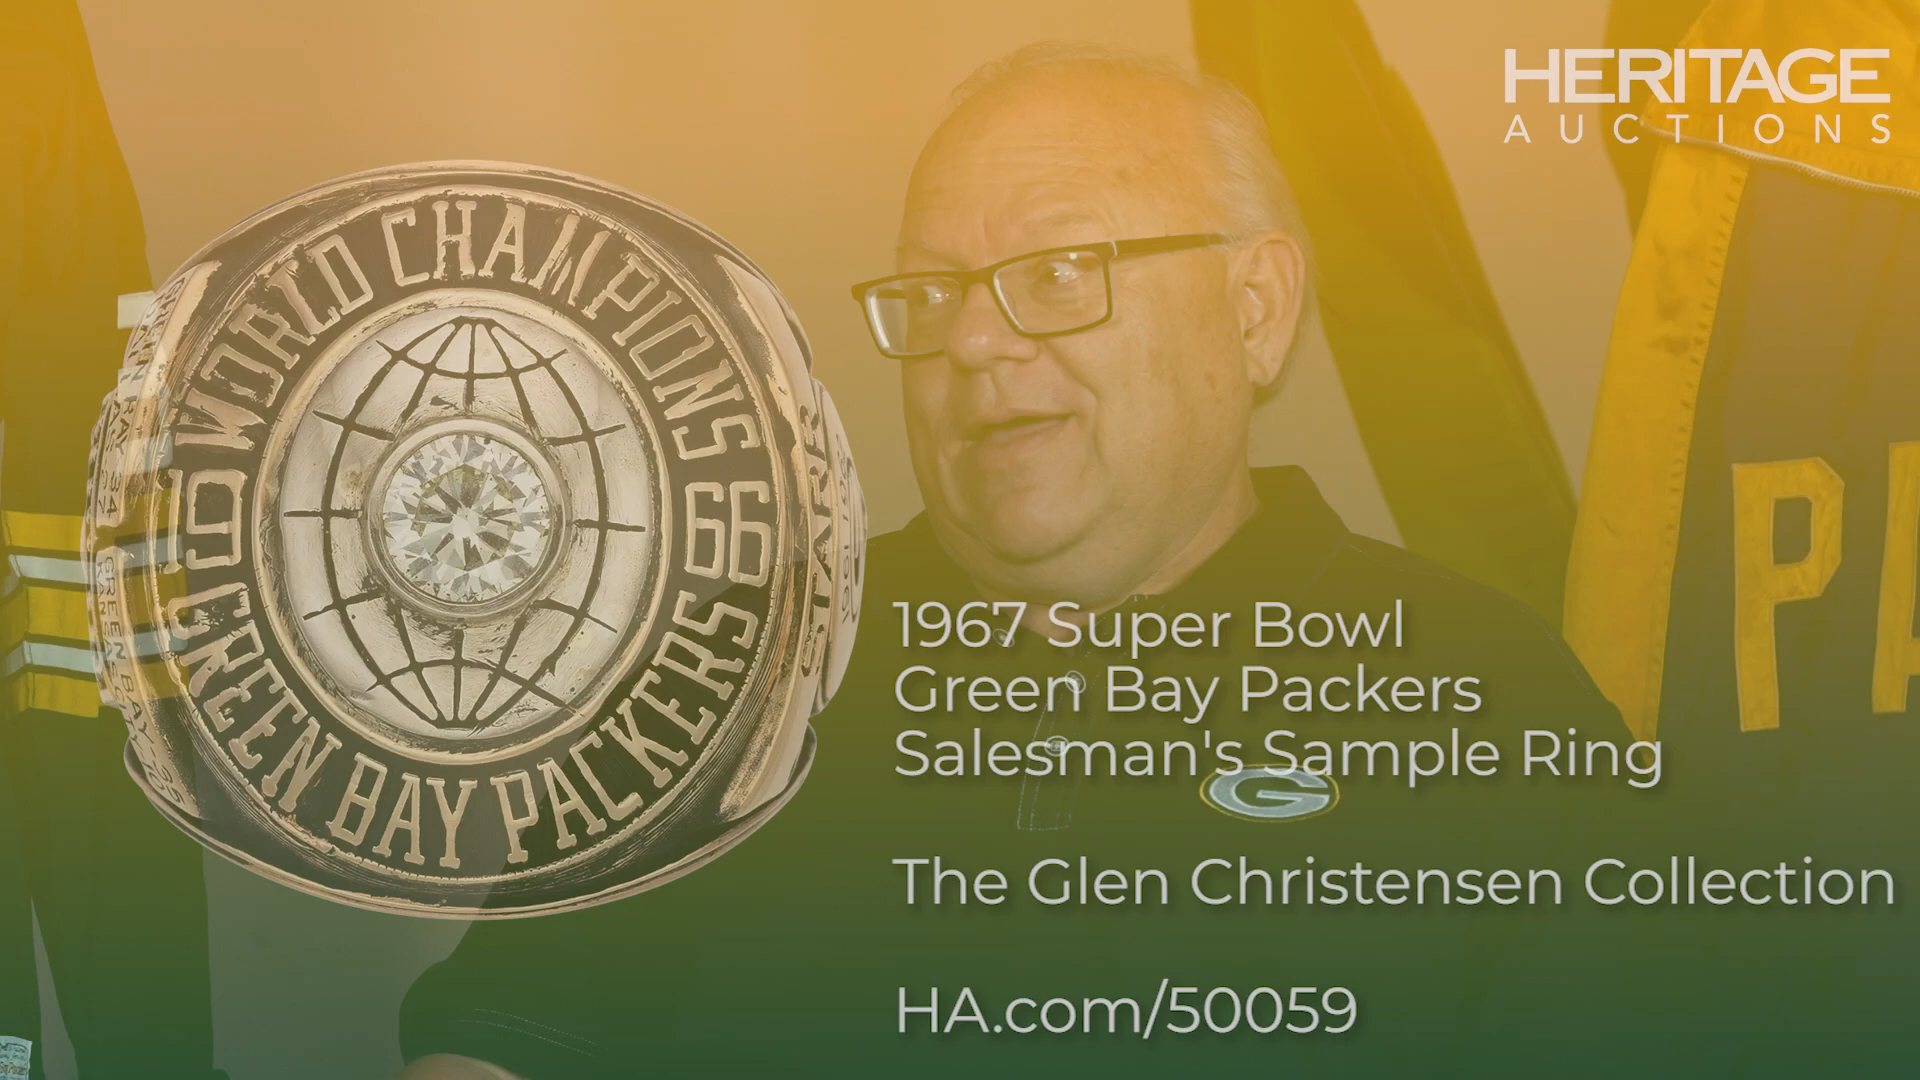 HERITAGE
AUCTIONS
WORLD CHAMPIONS
19 66
GREEN BAY PACKERS
STARR
1967 Super Bowl
Green Bay Packers
Salesman's Sample Ring
G
The Glen Christensen Collection
HA.com/50059